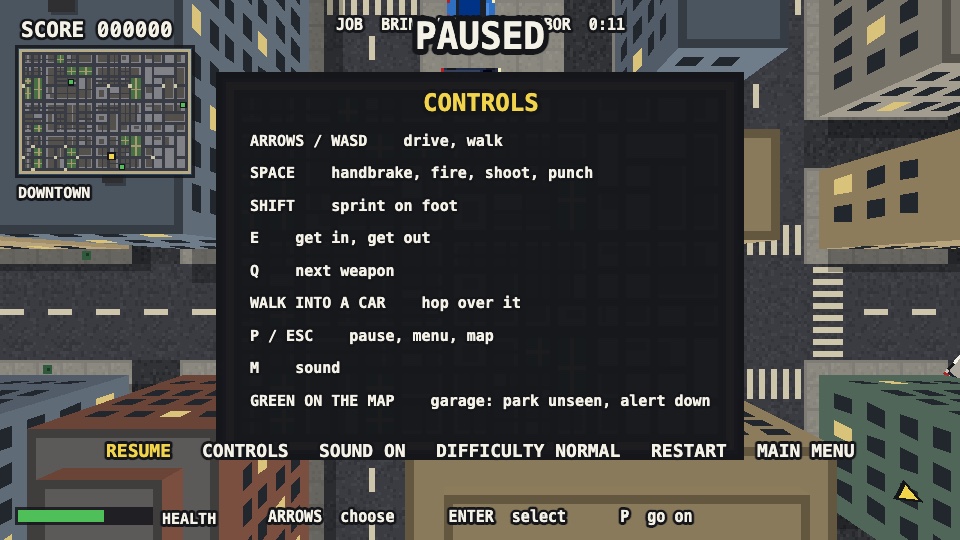 SCORE 000000
JOB BRIN
BOR 0:11
PAUSED
DOWNTOWN
CONTROLS
ARROWS / WASD drive, walk
SPACE handbrake, fire, shoot, punch
SHIFT sprint on foot
E get in, get out
Q next weapon
WALK INTO A CAR hop over it
P / ESC pause, menu, map
M sound
GREEN ON THE MAP garage: park unseen, alert down
RESUME CONTROLS SOUND ON DIFFICULTY NORMAL RESTART MAIN MENU
HEALTH ARROWS choose ENTER select P go on